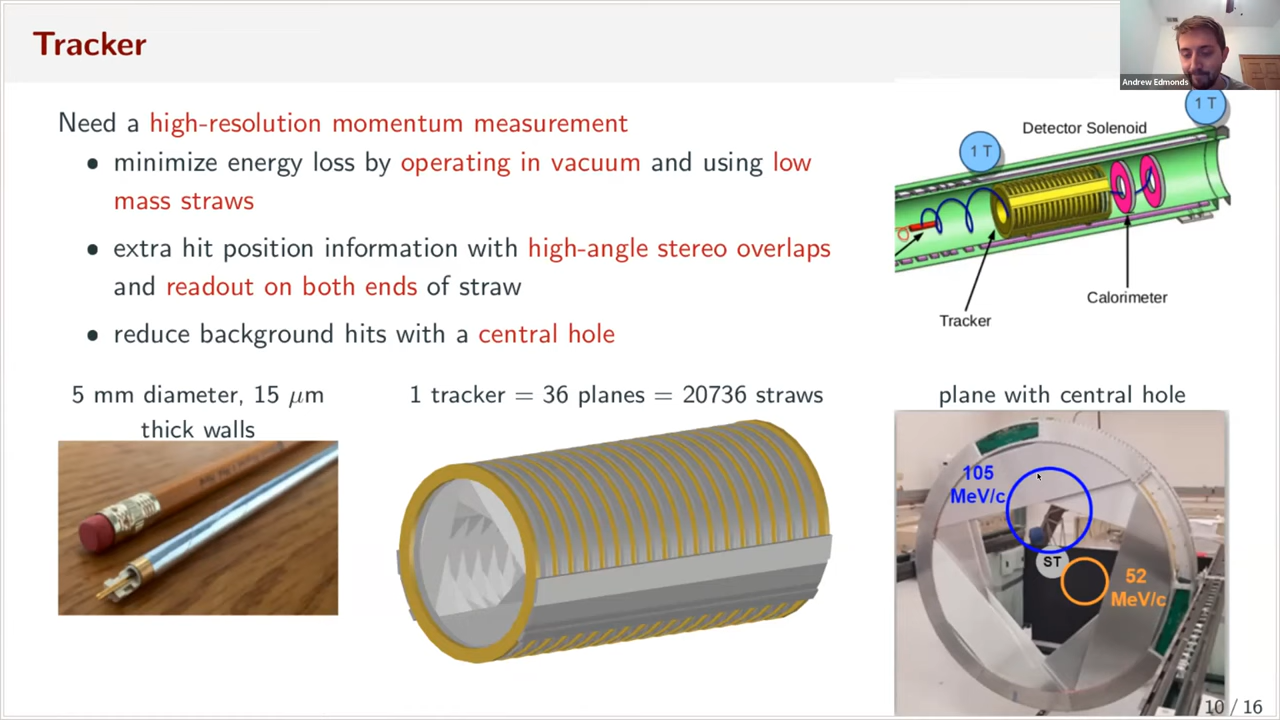 Tracker
Andrew Edmonds
Need a high-resolution momentum measurement
• minimize energy loss by operating in vacuum and using low
mass straws
• extra hit position information with high-angle stereo overlaps
and readout on both ends of straw
• reduce background hits with a central hole
1 T
Detector Solenoid
1 T
Calorimeter
Tracker
5 mm diameter, 15 μm
thick walls
1 tracker = 36 planes = 20736 straws
plane with central hole
105
MeV/c
ST
52
MeV/c
10 / 16